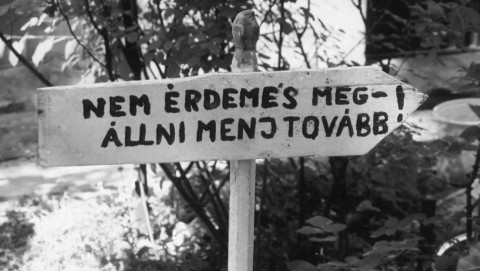 NEM ÉRDEMES MEG-!
ÁLLNI MENJ TOVÁBB!